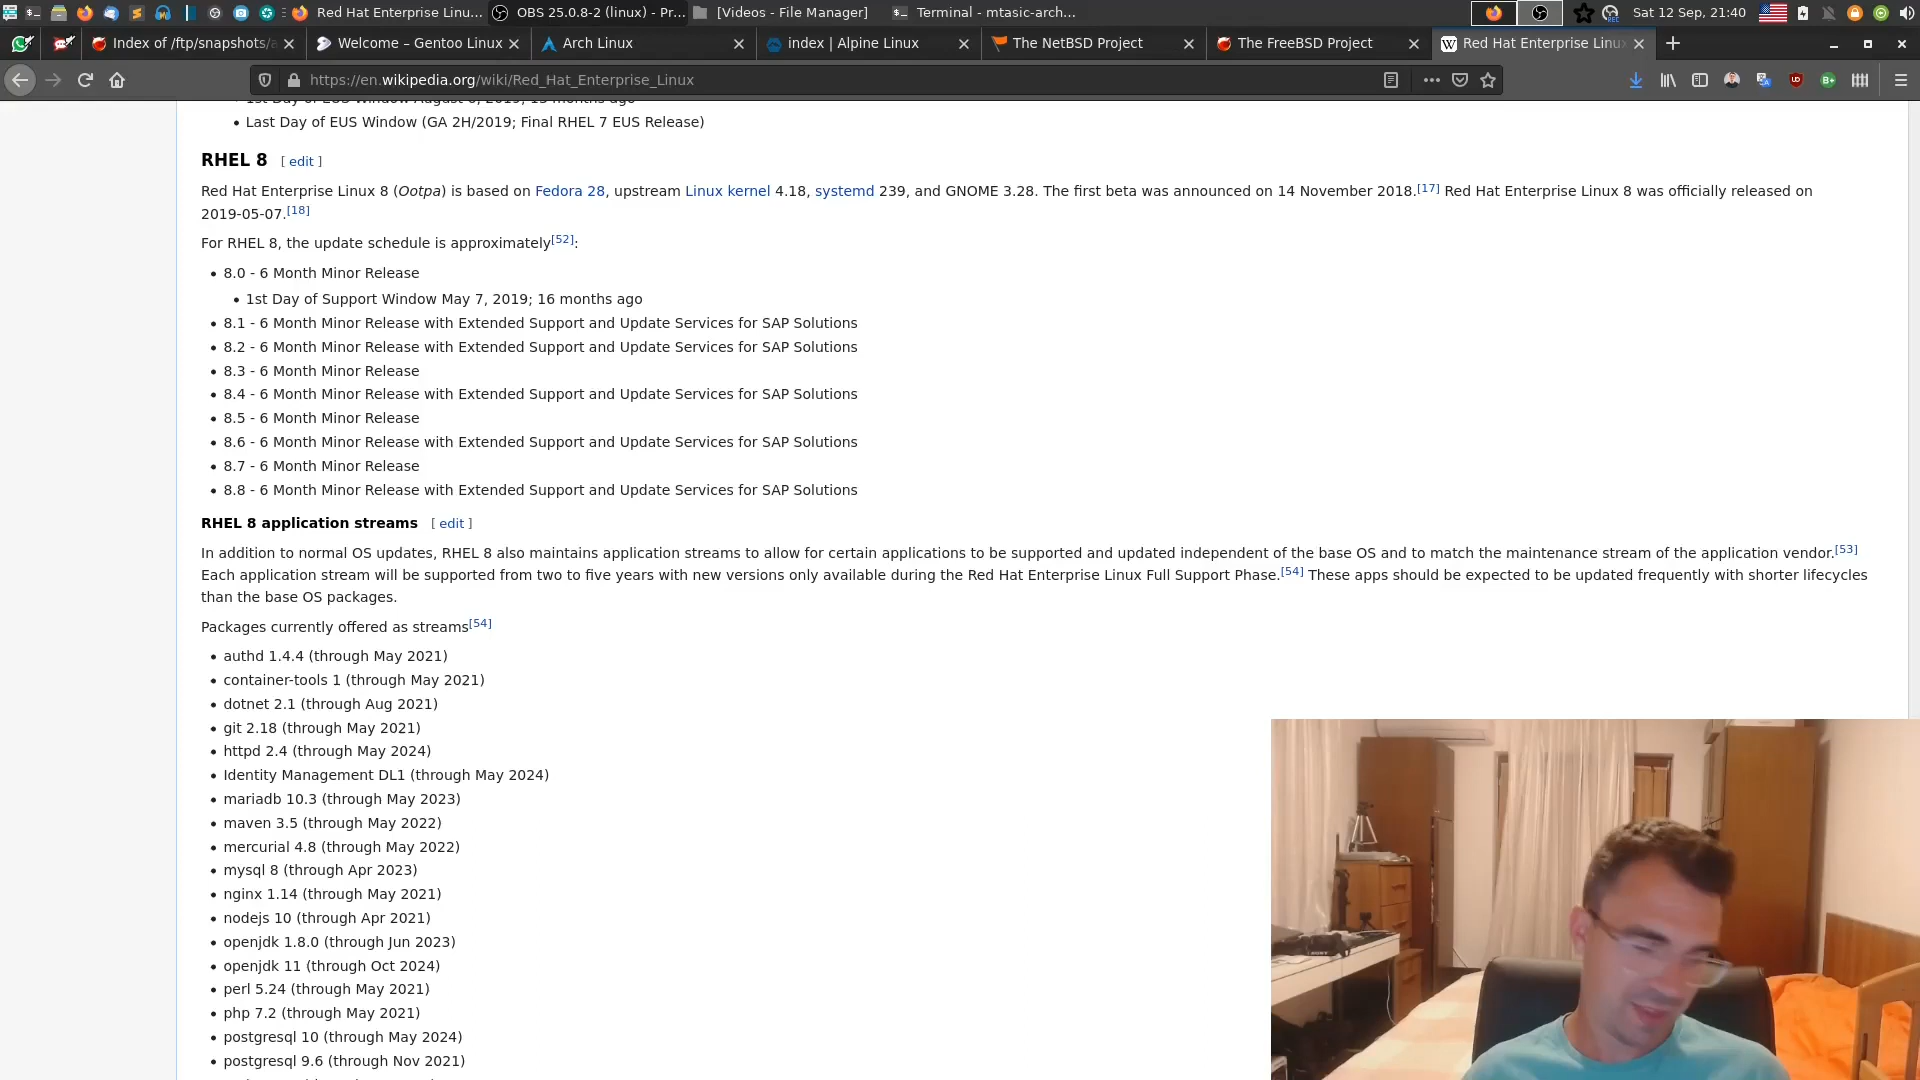 Red Hat Enterprise Linu...
OBS 25.0.8-2 (linux) - Pr...
[Videos - File Manager]
Terminal - mtasic-arch...
Sat 12 Sep, 21:40
Index of /ftp/snapshots/a
Welcome – Gentoo Linux
Arch Linux
index | Alpine Linux
The NetBSD Project
The FreeBSD Project
Red Hat Enterprise Linux
https://en.wikipedia.org/wiki/Red_Hat_Enterprise_Linux
1st Day of EUS Window August 6, 2019; 13 months ago
Last Day of EUS Window (GA 2H/2019; Final RHEL 7 EUS Release)
RHEL 8 [ edit ]
Red Hat Enterprise Linux 8 (Ootpa) is based on Fedora 28, upstream Linux kernel 4.18, systemd 239, and GNOME 3.28. The first beta was announced on 14 November 2018.[17] Red Hat Enterprise Linux 8 was officially released on
2019-05-07.[18]
For RHEL 8, the update schedule is approximately[52]:
8.0 - 6 Month Minor Release
1st Day of Support Window May 7, 2019; 16 months ago
8.1 - 6 Month Minor Release with Extended Support and Update Services for SAP Solutions
8.2 - 6 Month Minor Release with Extended Support and Update Services for SAP Solutions
8.3 - 6 Month Minor Release
8.4 - 6 Month Minor Release with Extended Support and Update Services for SAP Solutions
8.5 - 6 Month Minor Release
8.6 - 6 Month Minor Release with Extended Support and Update Services for SAP Solutions
8.7 - 6 Month Minor Release
8.8 - 6 Month Minor Release with Extended Support and Update Services for SAP Solutions
RHEL 8 application streams [ edit ]
In addition to normal OS updates, RHEL 8 also maintains application streams to allow for certain applications to be supported and updated independent of the base OS and to match the maintenance stream of the application vendor.[53]
Each application stream will be supported from two to five years with new versions only available during the Red Hat Enterprise Linux Full Support Phase.[54] These apps should be expected to be updated frequently with shorter lifecycles
than the base OS packages.
Packages currently offered as streams[54]
authd 1.4.4 (through May 2021)
container-tools 1 (through May 2021)
dotnet 2.1 (through Aug 2021)
git 2.18 (through May 2021)
httpd 2.4 (through May 2024)
Identity Management DL1 (through May 2024)
mariadb 10.3 (through May 2023)
maven 3.5 (through May 2022)
mercurial 4.8 (through May 2022)
mysql 8 (through Apr 2023)
nginx 1.14 (through May 2021)
nodejs 10 (through Apr 2021)
openjdk 1.8.0 (through Jun 2023)
openjdk 11 (through Oct 2024)
perl 5.24 (through May 2021)
php 7.2 (through May 2021)
postgresql 10 (through May 2024)
postgresql 9.6 (through Nov 2021)